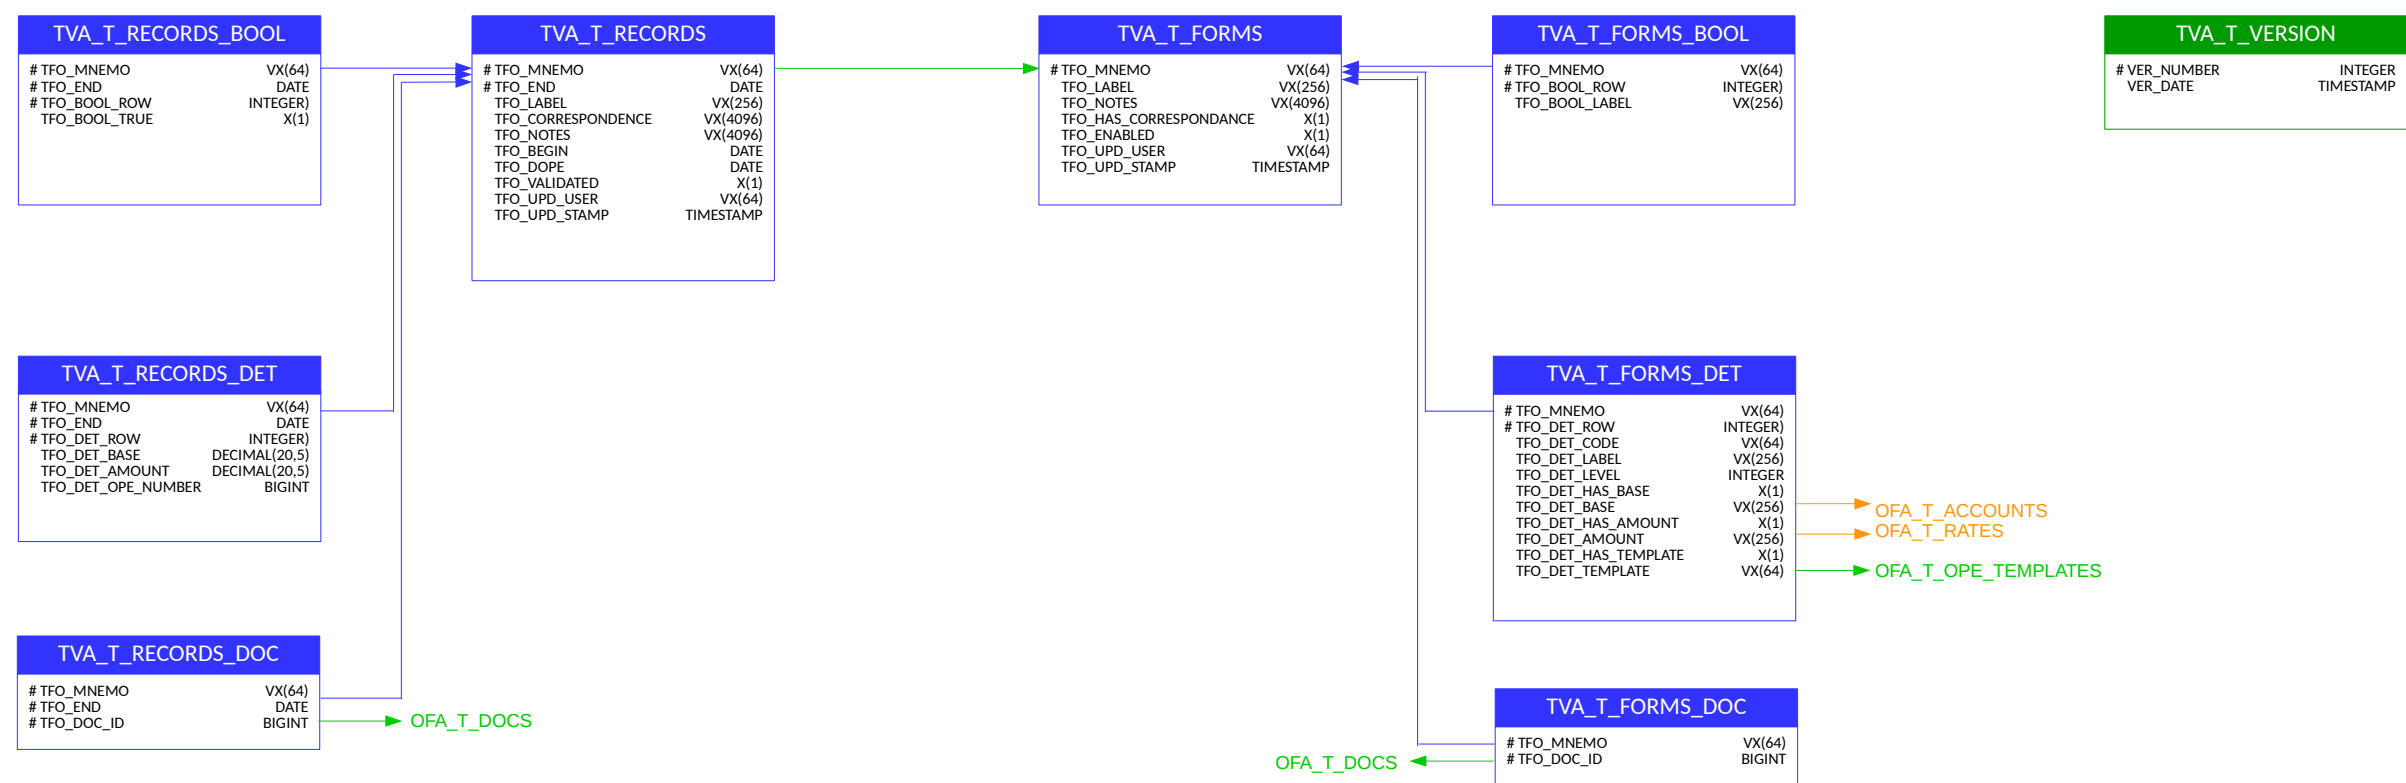 TVA_T_RECORDS_BOOL
# TFO_MNEMO VX(64)
# TFO_END DATE
# TFO_BOOL_ROW INTEGER)
TFO_BOOL_TRUE X(1)
TVA_T_RECORDS
# TFO_MNEMO VX(64)
# TFO_END DATE
TFO_LABEL VX(256)
TFO_CORRESPONDENCE VX(4096)
TFO_NOTES VX(4096)
TFO_BEGIN DATE
TFO_DOPE DATE
TFO_VALIDATED X(1)
TFO_UPD_USER VX(64)
TFO_UPD_STAMP TIMESTAMP
TVA_T_FORMS
# TFO_MNEMO VX(64)
TFO_LABEL VX(256)
TFO_NOTES VX(4096)
TFO_HAS_CORRESPONDANCE X(1)
TFO_ENABLED X(1)
TFO_UPD_USER VX(64)
TFO_UPD_STAMP TIMESTAMP
TVA_T_FORMS_BOOL
# TFO_MNEMO VX(64)
# TFO_BOOL_ROW INTEGER)
TFO_BOOL_LABEL VX(256)
TVA_T_VERSION
# VER_NUMBER INTEGER
VER_DATE TIMESTAMP
TVA_T_RECORDS_DET
# TFO_MNEMO VX(64)
# TFO_END DATE
# TFO_DET_ROW INTEGER)
TFO_DET_BASE DECIMAL(20,5)
TFO_DET_AMOUNT DECIMAL(20,5)
TFO_DET_OPE_NUMBER BIGINT
TVA_T_FORMS_DET
# TFO_MNEMO VX(64)
# TFO_DET_ROW INTEGER)
TFO_DET_CODE VX(64)
TFO_DET_LABEL VX(256)
TFO_DET_LEVEL INTEGER
TFO_DET_HAS_BASE X(1)
TFO_DET_BASE VX(256)
TFO_DET_HAS_AMOUNT X(1)
TFO_DET_AMOUNT VX(256)
TFO_DET_HAS_TEMPLATE X(1)
TFO_DET_TEMPLATE VX(64)
OFA_T_ACCOUNTS
OFA_T_RATES
OFA_T_OPE_TEMPLATES
TVA_T_RECORDS_DOC
# TFO_MNEMO VX(64)
# TFO_END DATE
# TFO_DOC_ID BIGINT
OFA_T_DOCS
TVA_T_FORMS_DOC
# TFO_MNEMO VX(64)
# TFO_DOC_ID BIGINT
OFA_T_DOCS